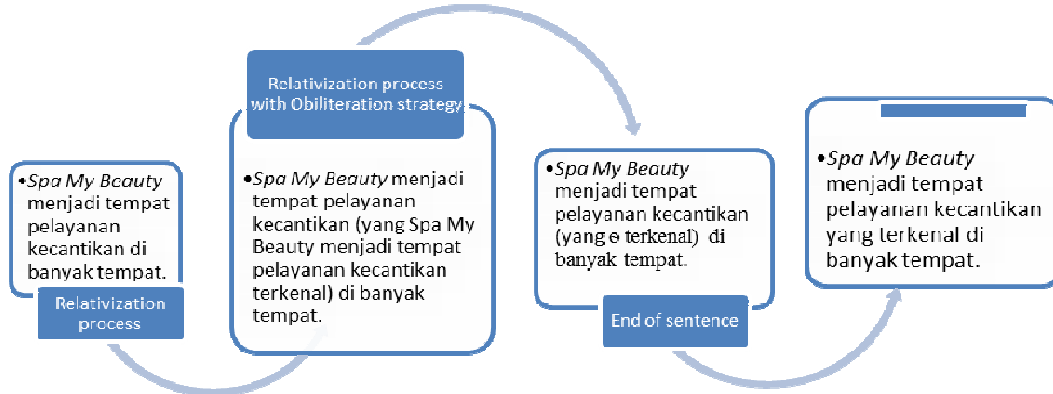 •Spa My Beauty
menjadi tempat
pelayanan
kecantikan di
banyak tempat.
Relativization
process
Relativization process
with Obiliteration strategy
•Spa My Beauty menjadi
tempat pelayanan
kecantikan (yang Spa My
Beauty menjadi tempat
pelayanan kecantikan
terkenal) di banyak
tempat.
•Spa My Beauty
menjadi tempat
pelayanan kecantikan
(yang ɵ terkenal) di
banyak tempat.
End of sentence
•Spa My Beauty
menjadi tempat
pelayanan kecantikan
yang terkenal di
banyak tempat.